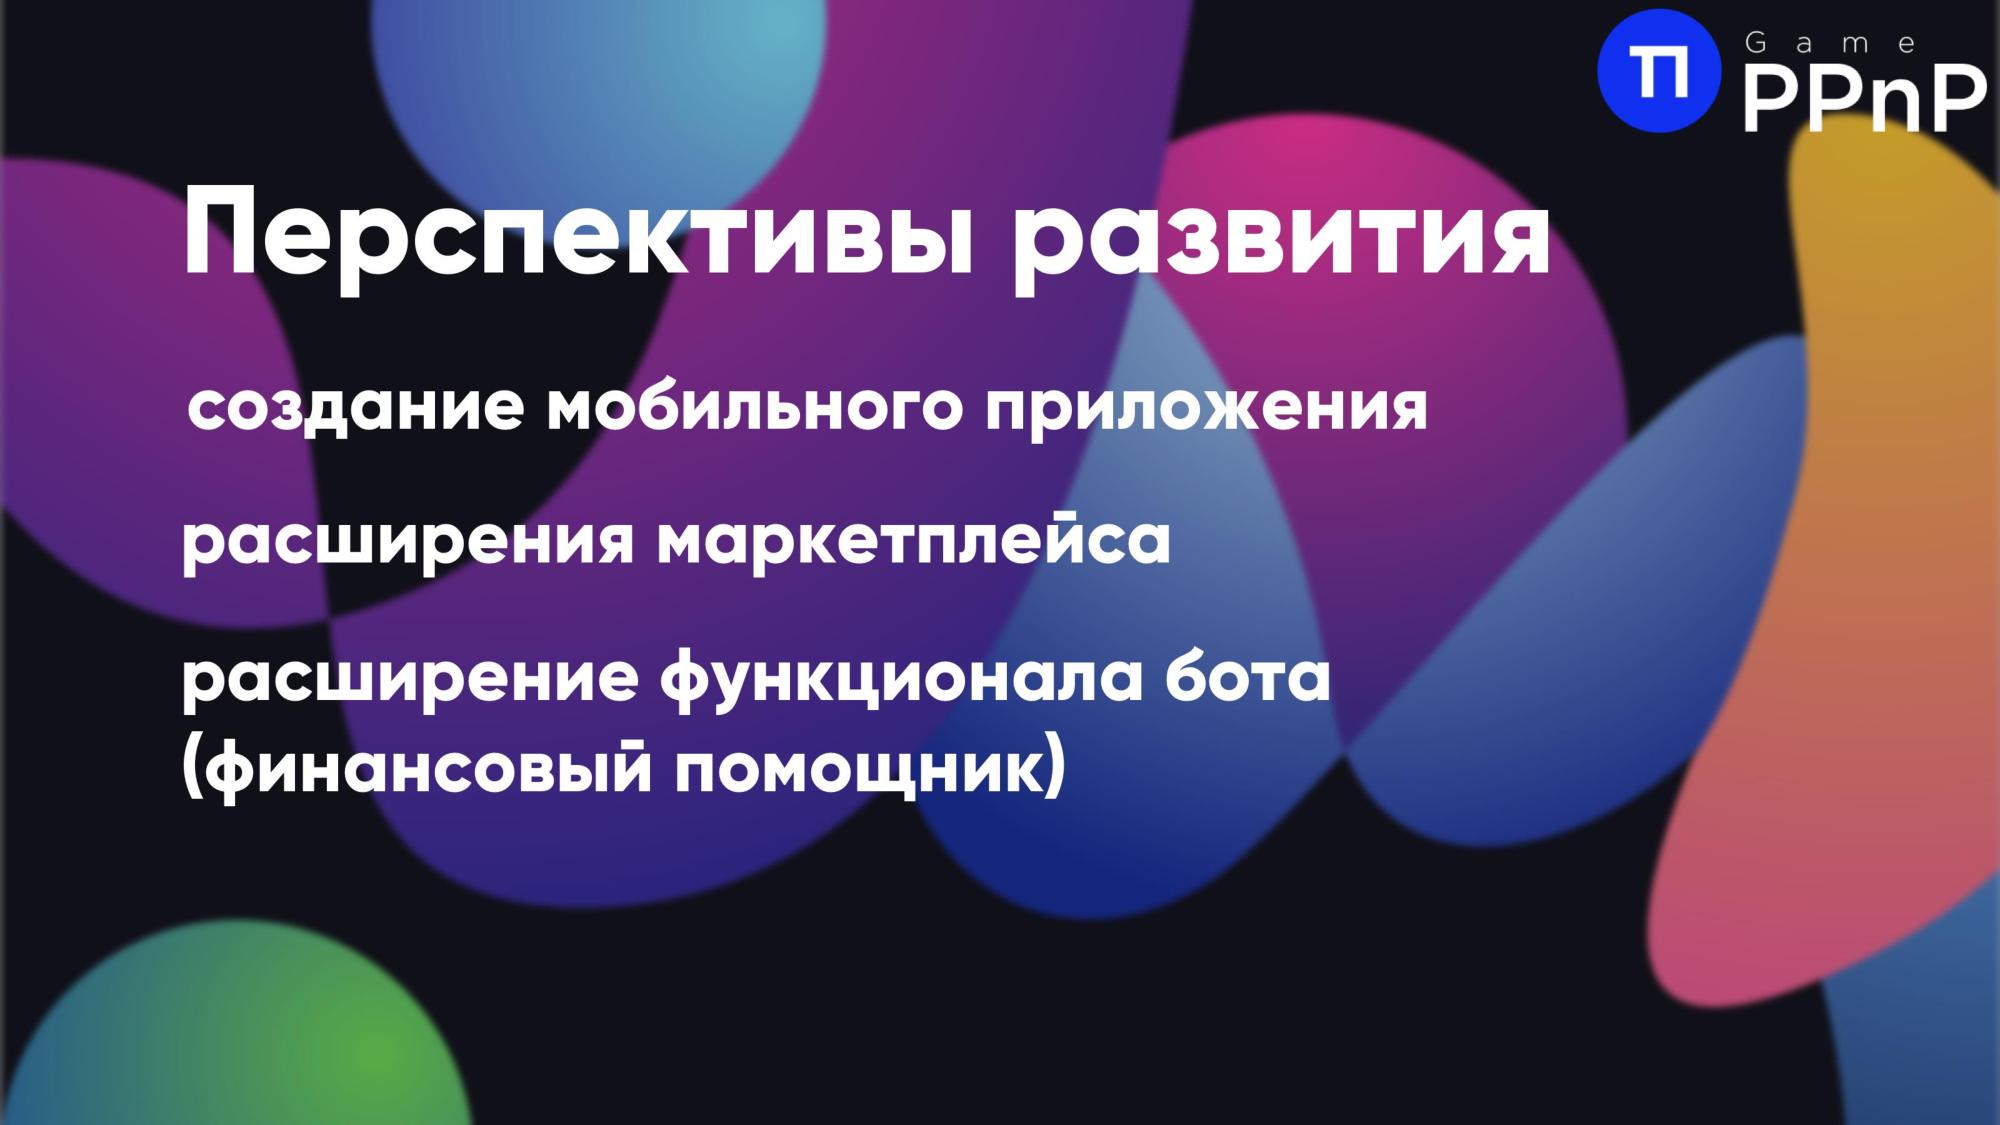 П
Game
PPnP
Перспективы развития
создание мобильного приложения
расширения маркетплейса
расширение функционала бота
(финансовый помощник)